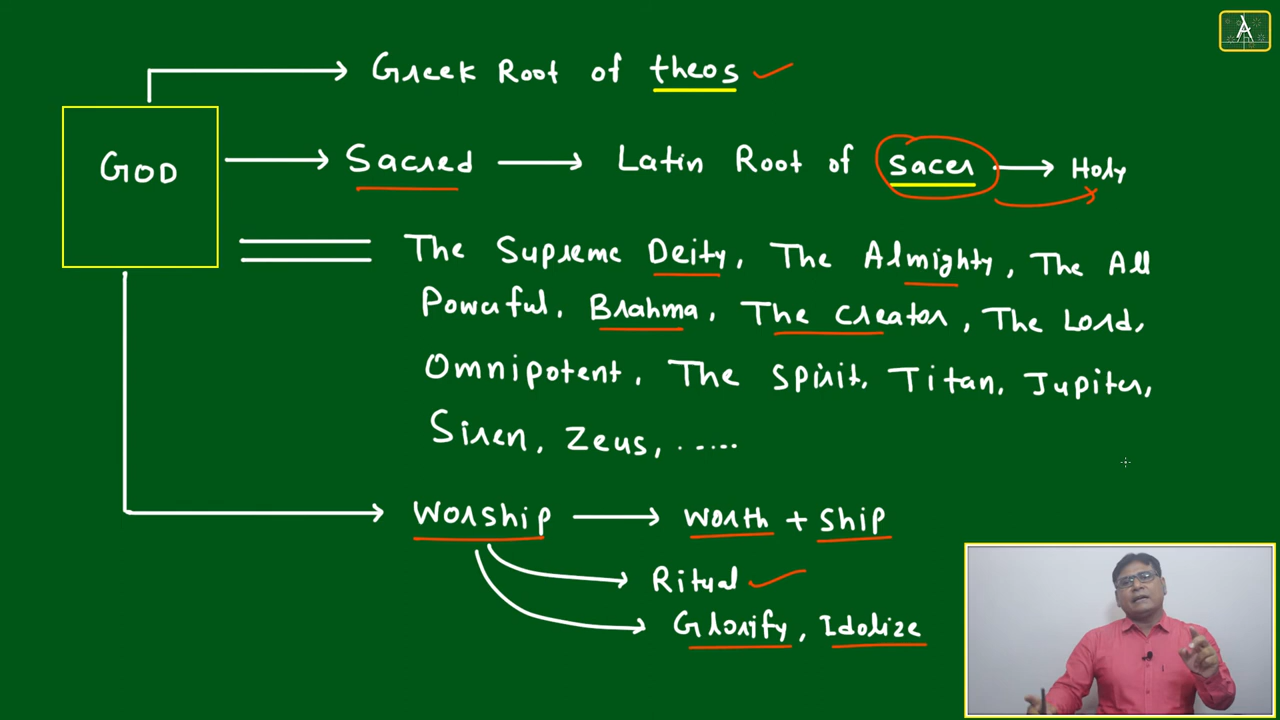 Greek Root of theos
GOD
Sacred
Latin Root of sacer
Holy
The Supreme Deity, The Almighty, The All
Powerful, Brahma, The creator, The Lord,
Omnipotent, The Spirit, Titan, Jupiter,
Siren, Zeus, .....
Worship
Worth + Ship
Ritual
Glorify, Idolize
A